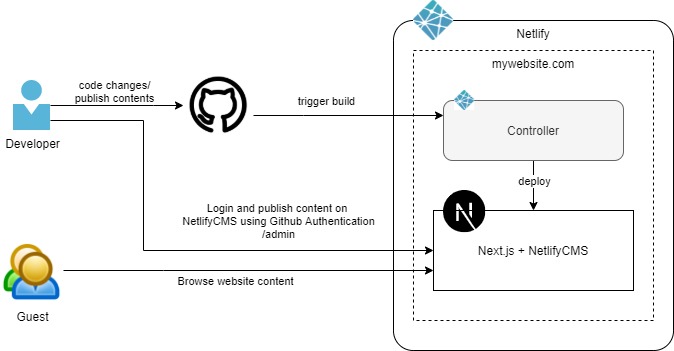 Netlify
mywebsite.com
code changes/
publish contents
trigger build
Controller
Developer
deploy
Login and publish content on
NetlifyCMS using Github Authentication
/admin
N
Next.js + NetlifyCMS
Browse website content
Guest